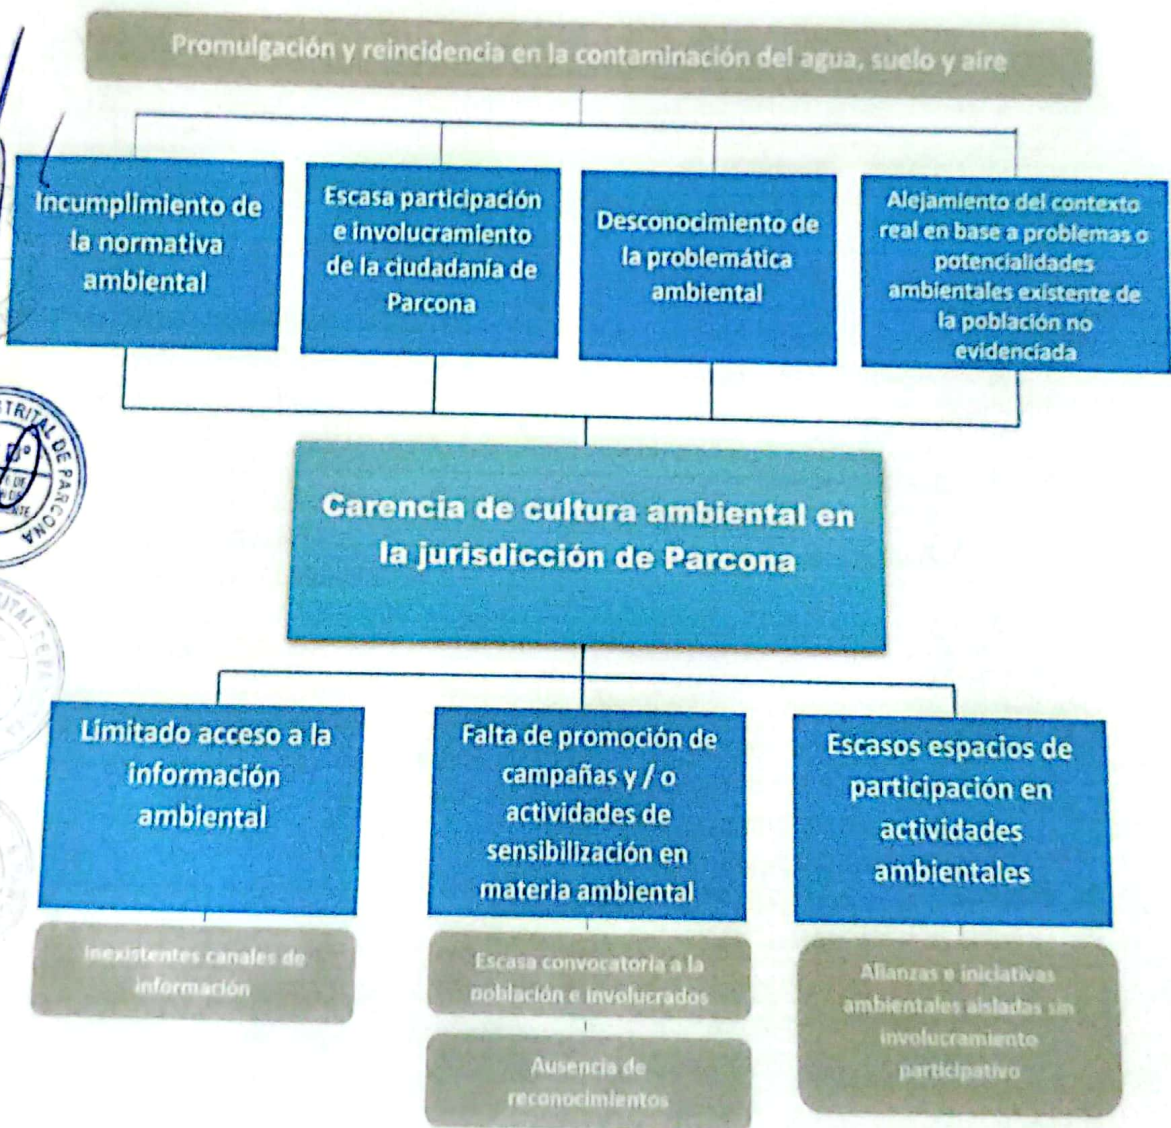 Promulgación y reincidencia en la contaminación del agua, suelo y aire
Incumplimiento de
la normativa
ambiental
Escasa participación
e involucramiento
de la ciudadanía de
Parcona
Desconocimiento de
la problemática
ambiental
Alejamiento del contexto
real en base a problemas o
potencialidades
ambientales existente de
la población no
evidenciada
STRITAL DE PARCONA
Carencia de cultura ambiental en
la jurisdicción de Parcona
Limitado acceso a la
información
ambiental
Falta de promoción de
campañas y / o
actividades de
sensibilización en
materia ambiental
Escasos espacios de
participación en
actividades
ambientales
Inexistentes canales de
información
Escasa convocatoria a la
población e involucrados
Ausencia de
reconocimientos
Alianzas e iniciativas
ambientales aisladas sin
involucramiento
participativo